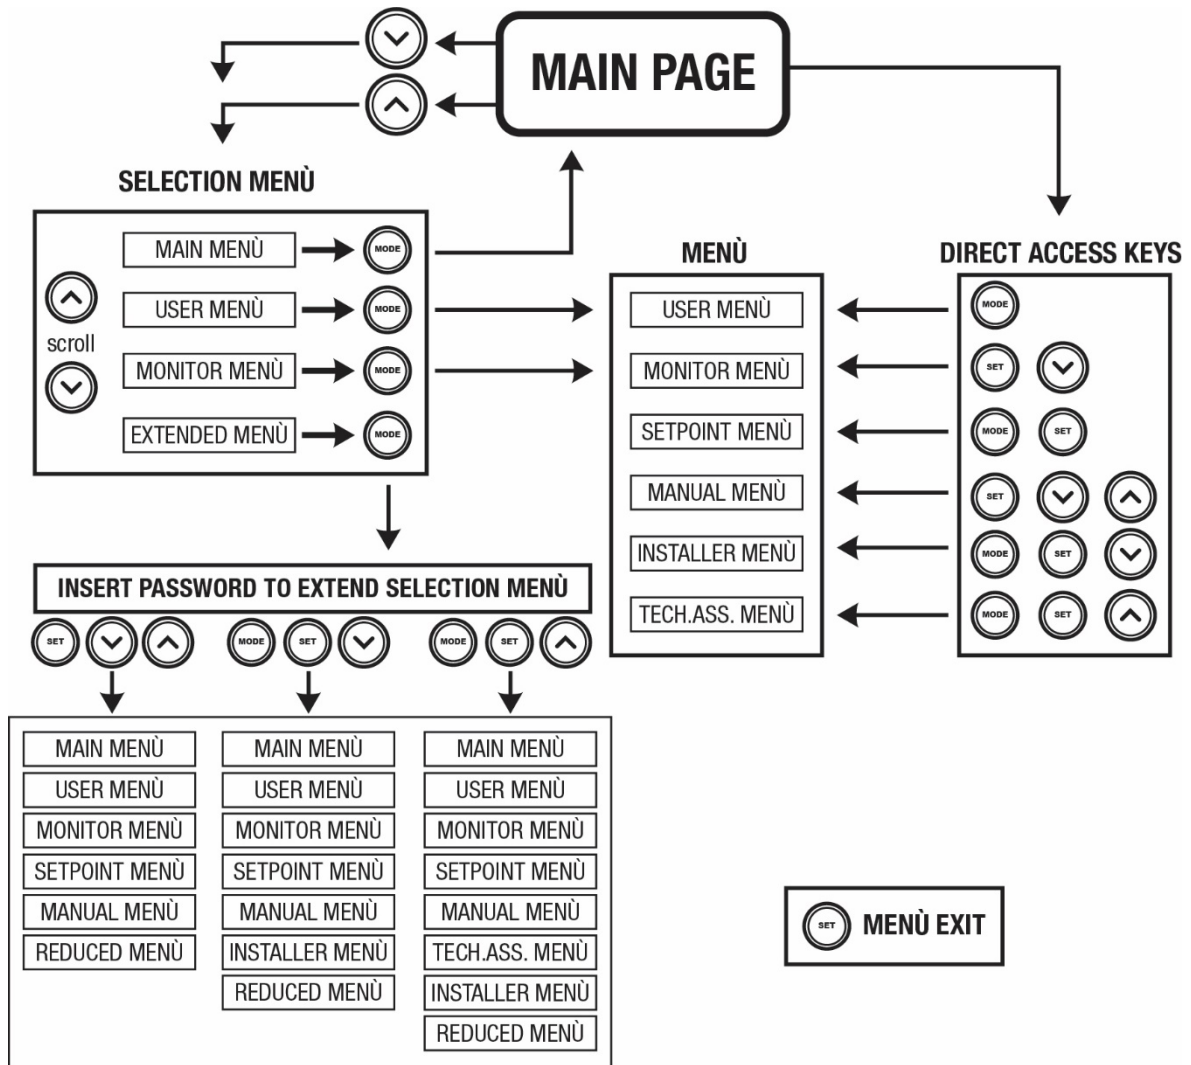 MAIN PAGE
SELECTION MENÙ
MAIN MENÙ MODE
USER MENÙ MODE
scroll
MONITOR MENÙ MODE
EXTENDED MENÙ MODE
MENÙ
USER MENÙ
MONITOR MENÙ
SETPOINT MENÙ
MANUAL MENÙ
INSTALLER MENÙ
TECH.ASS. MENÙ
DIRECT ACCESS KEYS
MODE
SET
MODE SET
SET
MODE SET
MODE SET
INSERT PASSWORD TO EXTEND SELECTION MENÙ
SET
MODE SET
MODE SET
MAIN MENÙ
USER MENÙ
MONITOR MENÙ
SETPOINT MENÙ
MANUAL MENÙ
REDUCED MENÙ
MAIN MENÙ
USER MENÙ
MONITOR MENÙ
SETPOINT MENÙ
MANUAL MENÙ
INSTALLER MENÙ
REDUCED MENÙ
MAIN MENÙ
USER MENÙ
MONITOR MENÙ
SETPOINT MENÙ
MANUAL MENÙ
TECH.ASS. MENÙ
INSTALLER MENÙ
REDUCED MENÙ
SET MENÙ EXIT